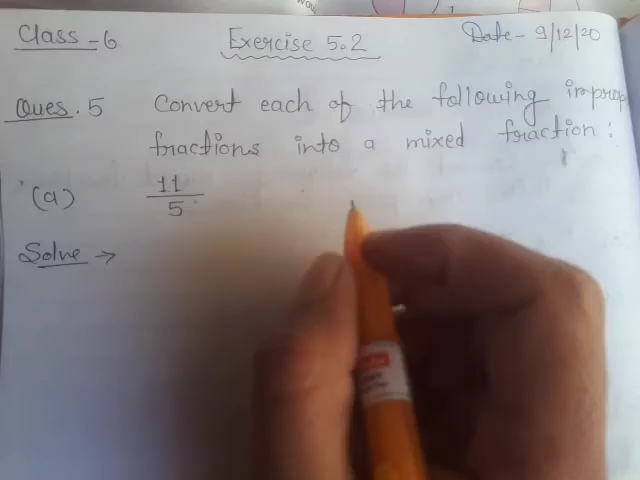 Class - 6 Exercise 5.2 Date - 9/12/20
Ques. 5 Convert each of the following improp
fractions into a mixed fraction:
(a) 11/5
Solve →